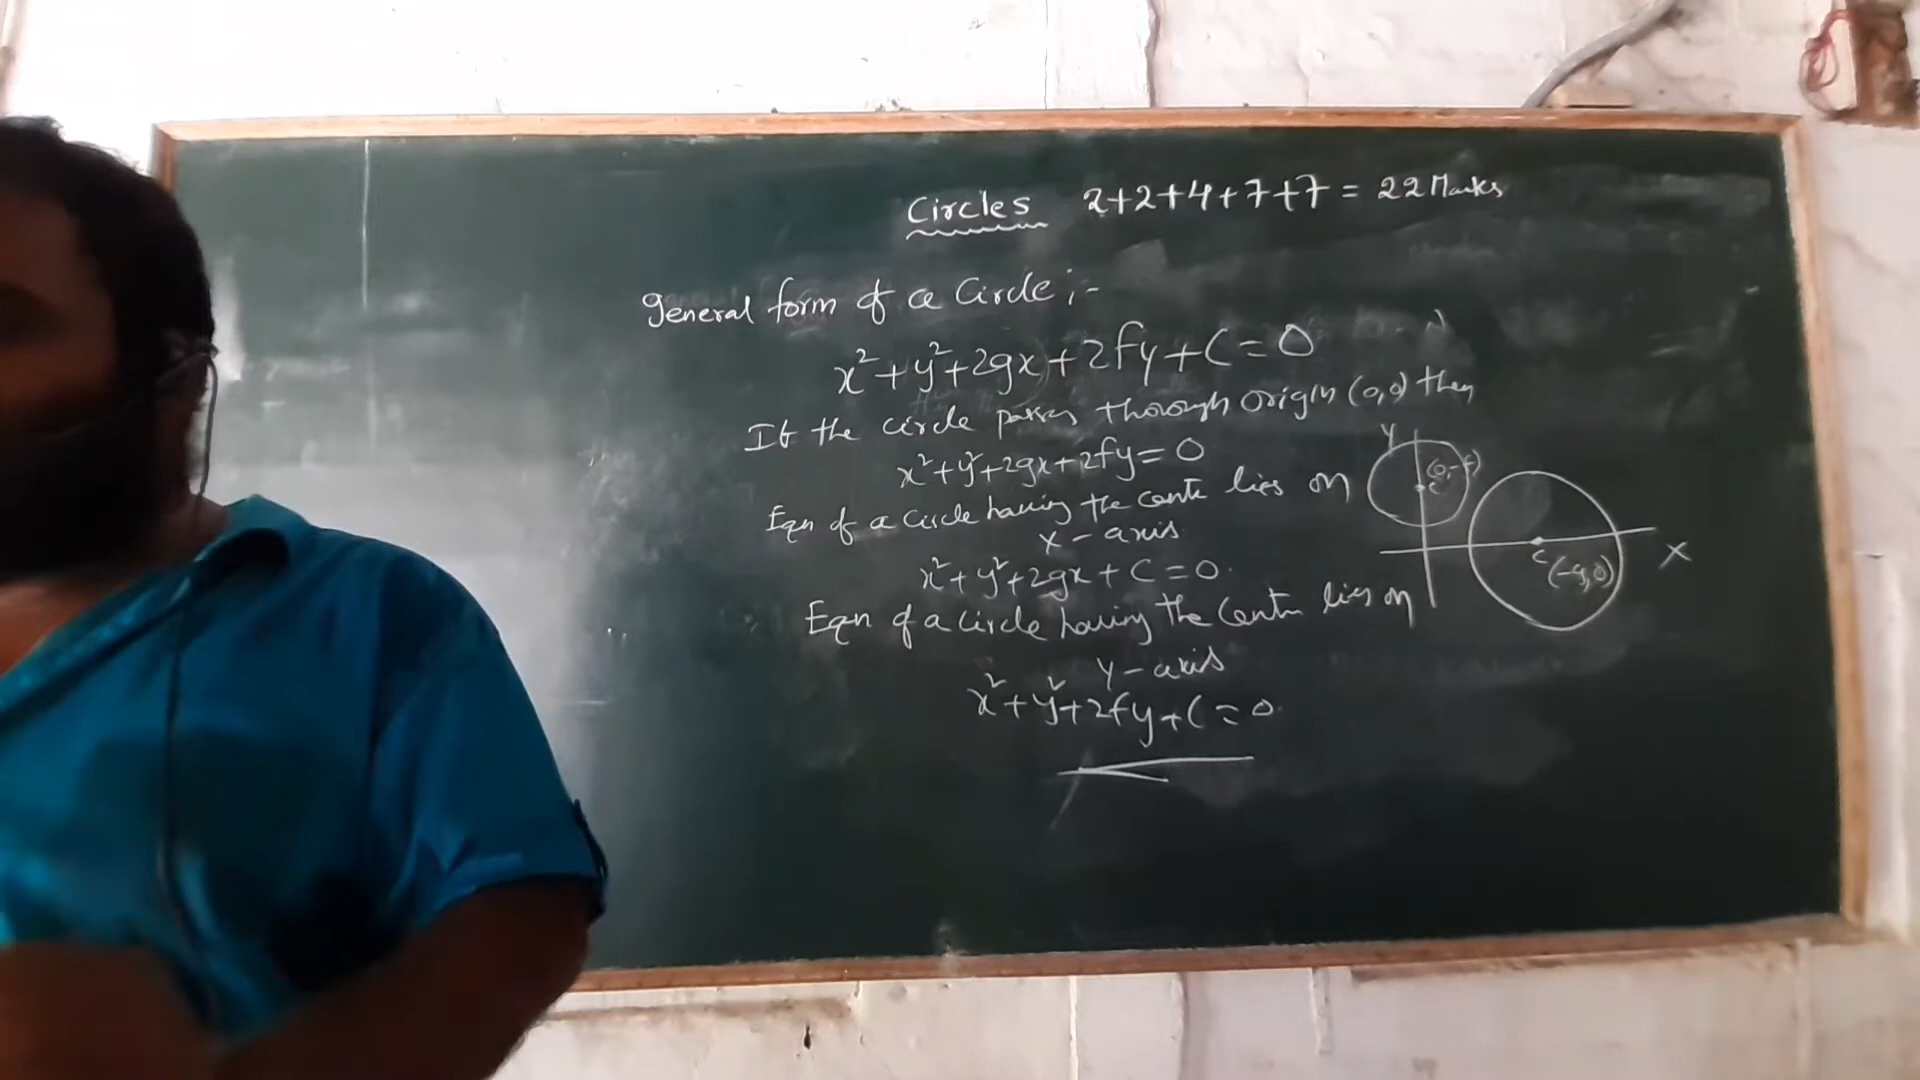 Circles 2+2+4+7+7 = 22 Marks
General form of a Circle;-
x²+y²+2gx+2fy+C=0
If the circle passes thorough origin (0,0) then
x²+y²+2gx+2fy=0
Eqn of a Circle having the centre lies on
X-axis
x²+y²+2gx+C=0.
Eqn of a circle having the Centre lies on
Y-axis
x²+y²+2fy+C=0.
Y
(0,-f)
C
X
C
(-g,0)